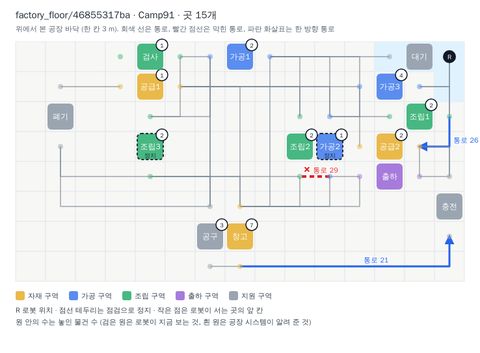 factory_floor/46855317ba · Camp91 · 곳 15개
위에서 본 공장 바닥 (한 칸 3 m). 회색 선은 통로, 빨간 점선은 막힌 통로, 파란 화살표는 한 방향 통로
검사 1
가공1 2
대기
R
공급1 1
가공3 4
폐기
조립1 2
조립3 2
조립2 2
가공2 1
공급2 2
통로 26
✕ 통로 29
출하
충전
공구 3
창고 7
통로 21
자재 구역 가공 구역 조립 구역 출하 구역 지원 구역
R 로봇 위치 · 점선 테두리는 점검으로 정지 · 작은 점은 로봇이 서는 곳의 앞 칸
원 안의 수는 놓인 물건 수 (검은 원은 로봇이 지금 보는 것, 흰 원은 공장 시스템이 알려 준 것)